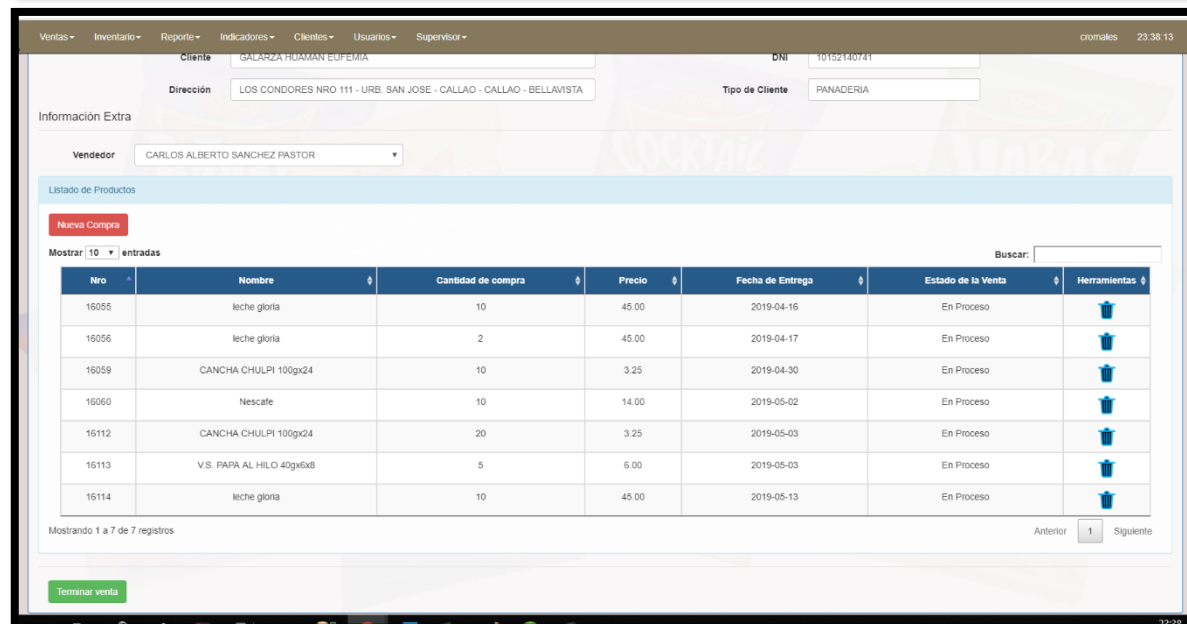 Ventas Inventario Reporte Indicadores Clientes Usuarios Supervisor cromales 23:38:13
Cliente GALARZA HUAMAN EUFEMIA DNI 10152140741
Dirección LOS CONDORES NRO 111 - URB. SAN JOSE - CALLAO - CALLAO - BELLAVISTA Tipo de Cliente PANADERIA
Información Extra
Vendedor CARLOS ALBERTO SANCHEZ PASTOR
Listado de Productos
Nueva Compra
Mostrar 10 entradas Buscar:
Nro Nombre Cantidad de compra Precio Fecha de Entrega Estado de la Venta Herramientas
16055 leche gloria 10 45.00 2019-04-16 En Proceso
16056 leche gloria 2 45.00 2019-04-17 En Proceso
16059 CANCHA CHULPI 100gx24 10 3.25 2019-04-30 En Proceso
16060 Nescafe 10 14.00 2019-05-02 En Proceso
16112 CANCHA CHULPI 100gx24 20 3.25 2019-05-03 En Proceso
16113 V.S. PAPA AL HILO 40gx6x8 5 6.00 2019-05-03 En Proceso
16114 leche gloria 10 45.00 2019-05-13 En Proceso
Mostrando 1 a 7 de 7 registros Anterior 1 Siguiente
Terminar venta